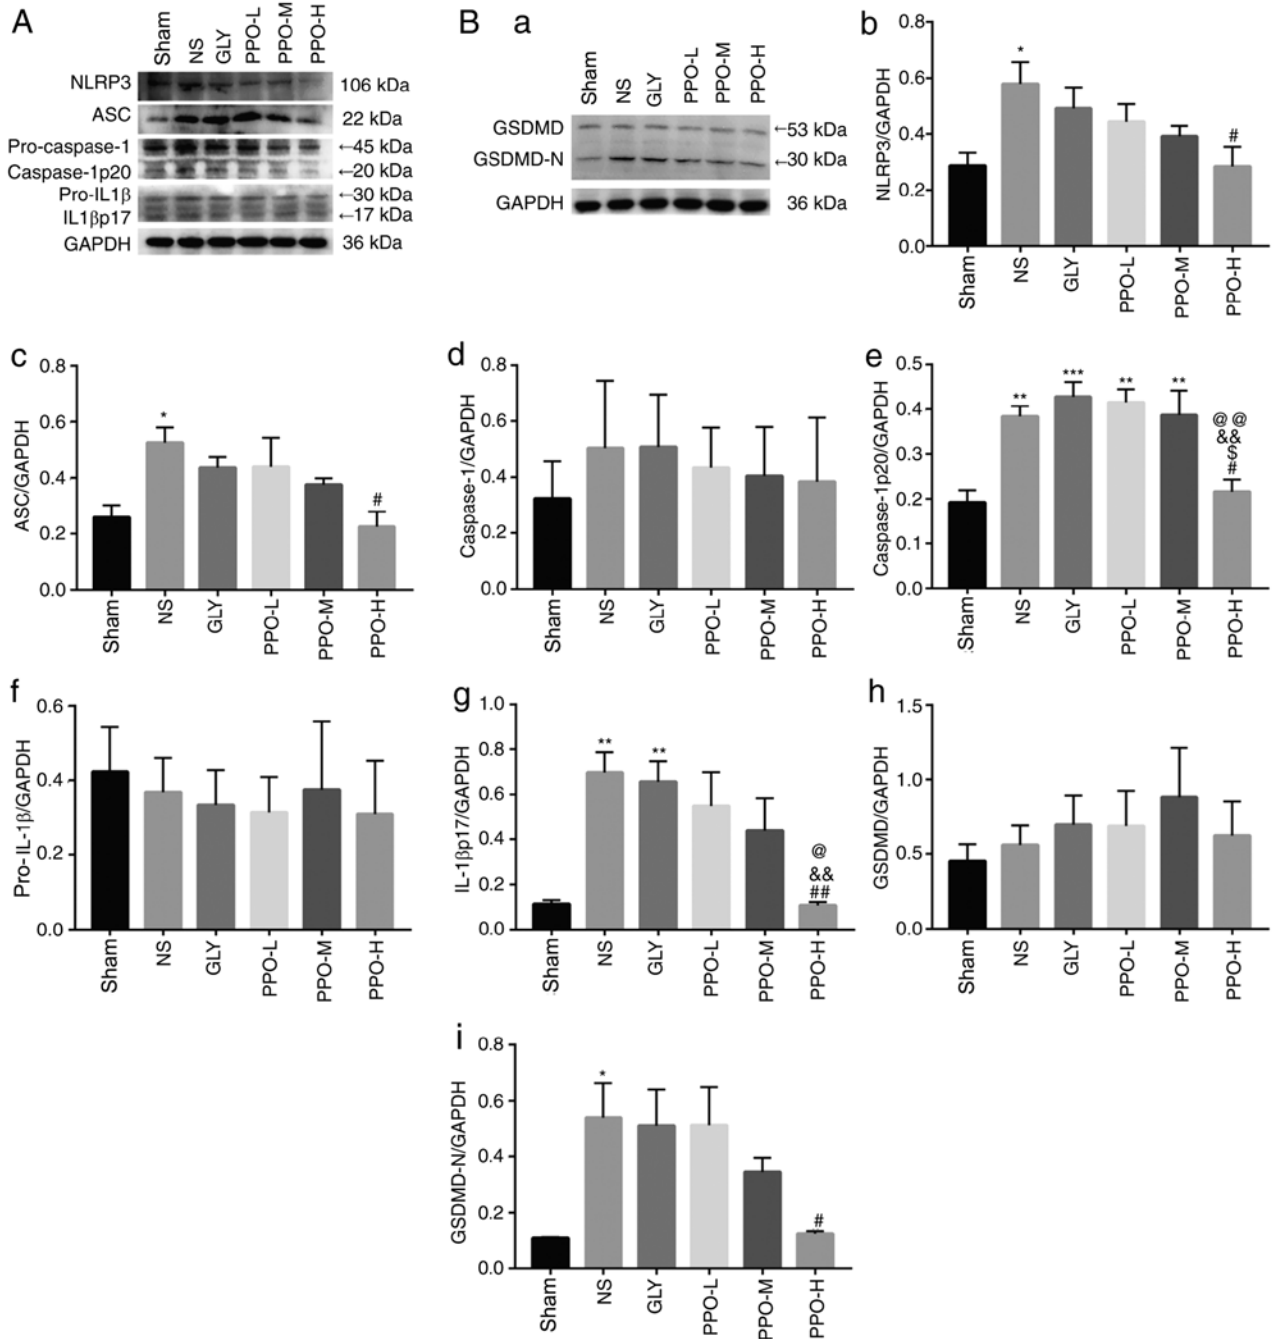 A
Sham
NS
GLY
PPO-L
PPO-M
PPO-H
NLRP3
106 kDa
ASC
22 kDa
Pro-caspase-1
←45 kDa
Caspase-1p20
←20 kDa
Pro-IL1β
←30 kDa
IL1βp17
←17 kDa
GAPDH
36 kDa
B
a
Sham
NS
GLY
PPO-L
PPO-M
PPO-H
GSDMD
←53 kDa
GSDMD-N
←30 kDa
GAPDH
36 kDa
b
NLRP3/GAPDH
0.8
0.6
0.4
0.2
0.0
*
#
Sham
NS
GLY
PPO-L
PPO-M
PPO-H
c
ASC/GAPDH
0.8
0.6
0.4
0.2
0.0
*
#
Sham
NS
GLY
PPO-L
PPO-M
PPO-H
d
Caspase-1/GAPDH
0.8
0.6
0.4
0.2
0.0
Sham
NS
GLY
PPO-L
PPO-M
PPO-H
e
Caspase-1p20/GAPDH
0.5
0.4
0.3
0.2
0.1
0.0
**
***
**
**
@ @
&&
$
#
.Sham
NS
GLY
PPO-L
PPO-M
PPO-H
f
Pro-IL-1β/GAPDH
0.6
0.4
0.2
0.0
Sham
NS
GLY
PPO-L
PPO-M
PPO-H
g
IL-1βp17/GAPDH
1.0
0.8
0.6
0.4
0.2
0.0
**
**
@
&&
##
.Sham
NS
GLY
PPO-L
PPO-M
PPO-H
h
GSDMD/GAPDH
1.5
1.0
0.5
0.0
Sham
NS
GLY
PPO-L
PPO-M
PPO-H
i
GSDMD-N/GAPDH
0.8
0.6
0.4
0.2
0.0
*
#
Sham
NS
GLY
PPO-L
PPO-M
PPO-H